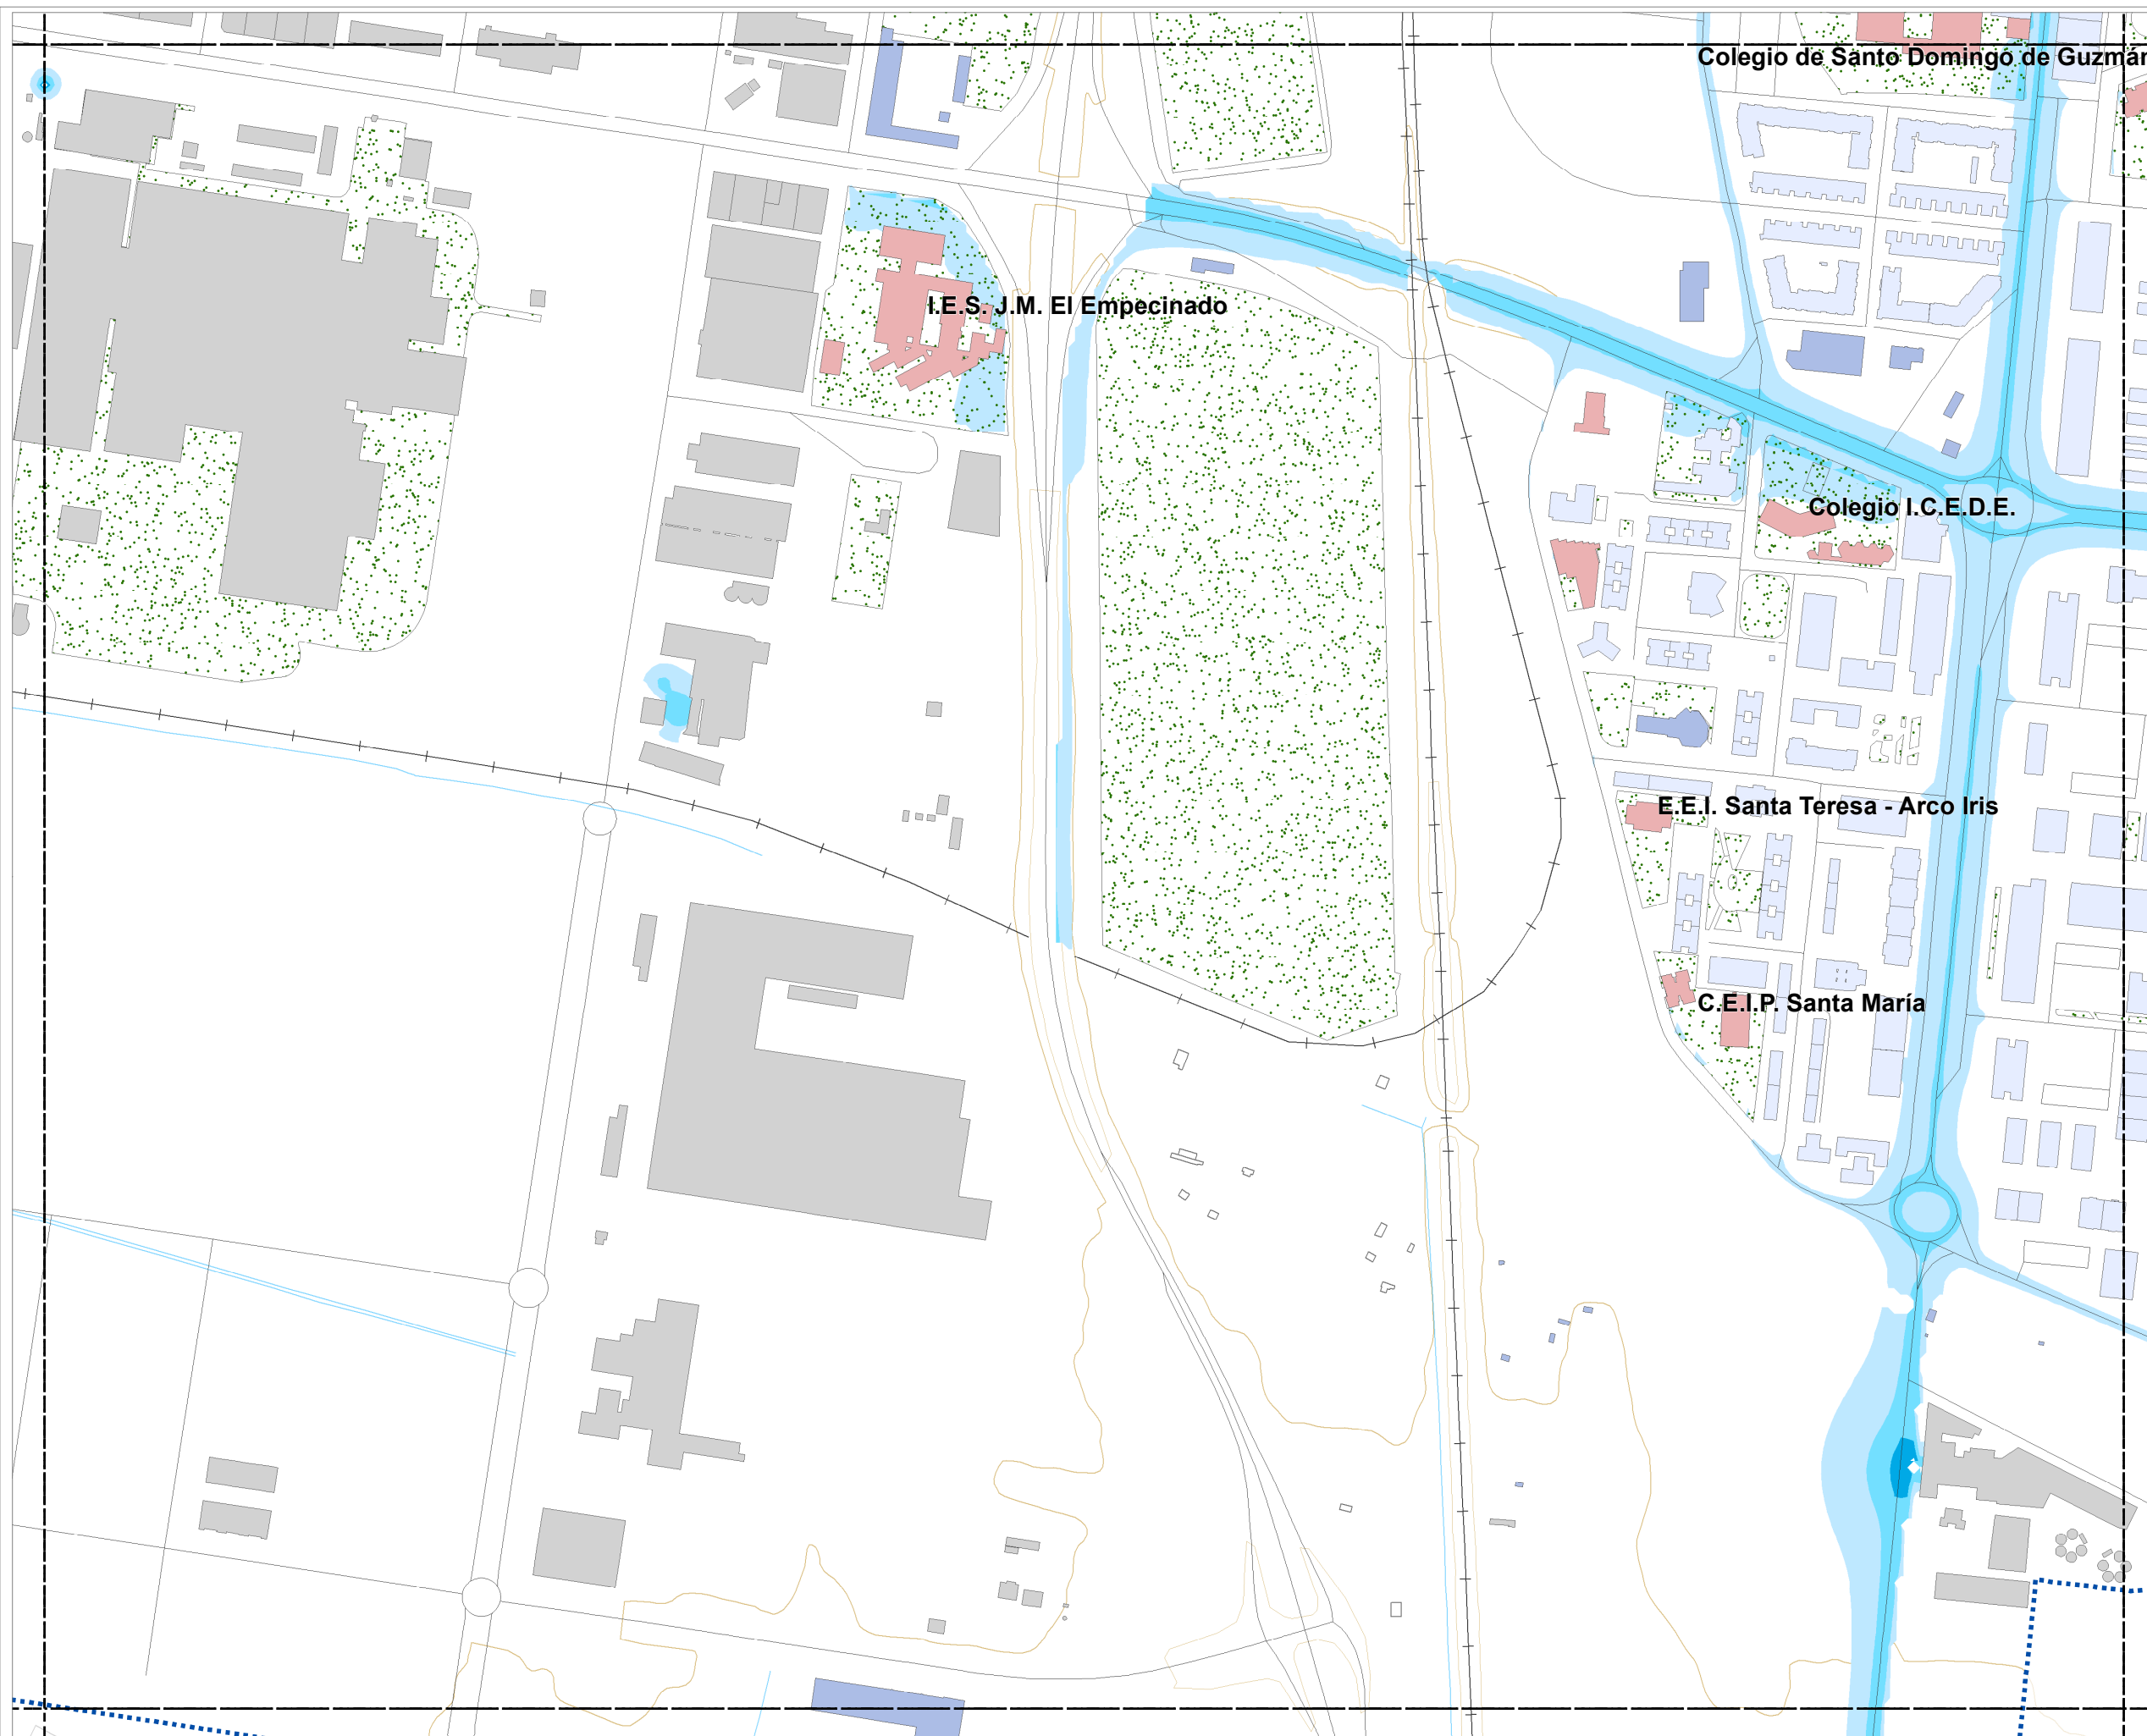 Colegio de Santo Domingo de Guzmán
I.E.S. J.M. El Empecinado
Colegio I.C.E.D.E.
E.E.I. Santa Teresa - Arco Iris
C.E.I.P. Santa María